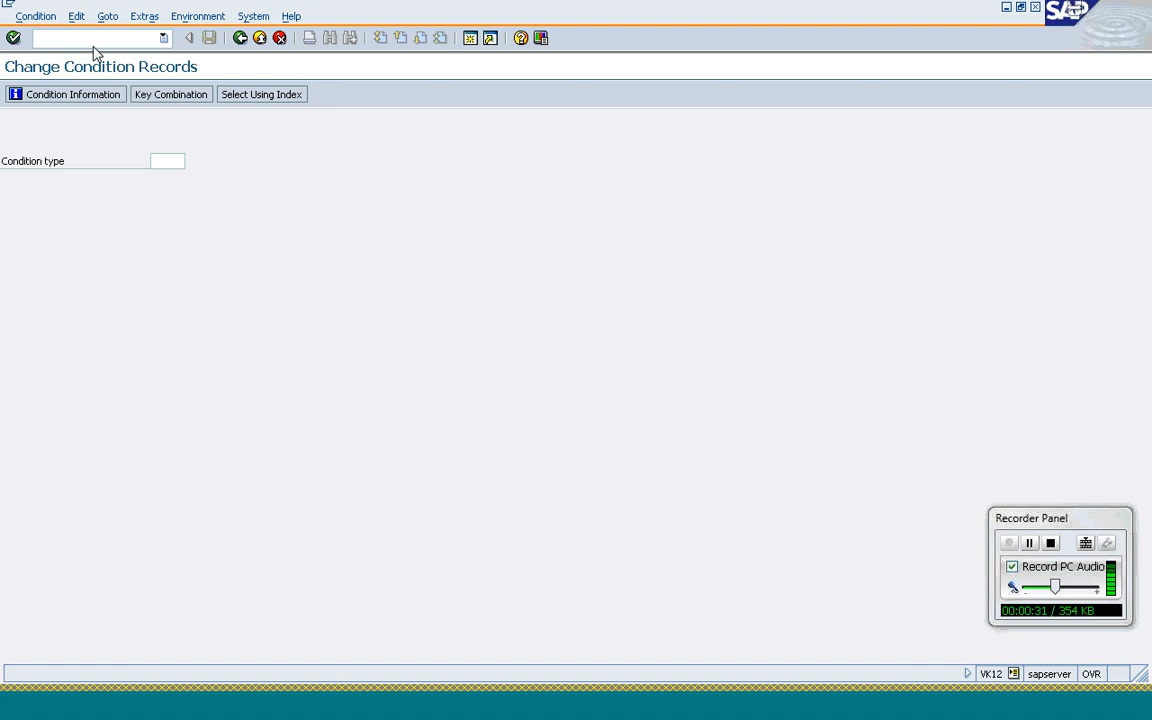 Condition Edit Goto Extras Environment System Help
SAP
Change Condition Records
Condition Information Key Combination Select Using Index
Condition type
Recorder Panel
Record PC Audio
- +
00:00:31 / 354 KB
VK12 sapserver OVR